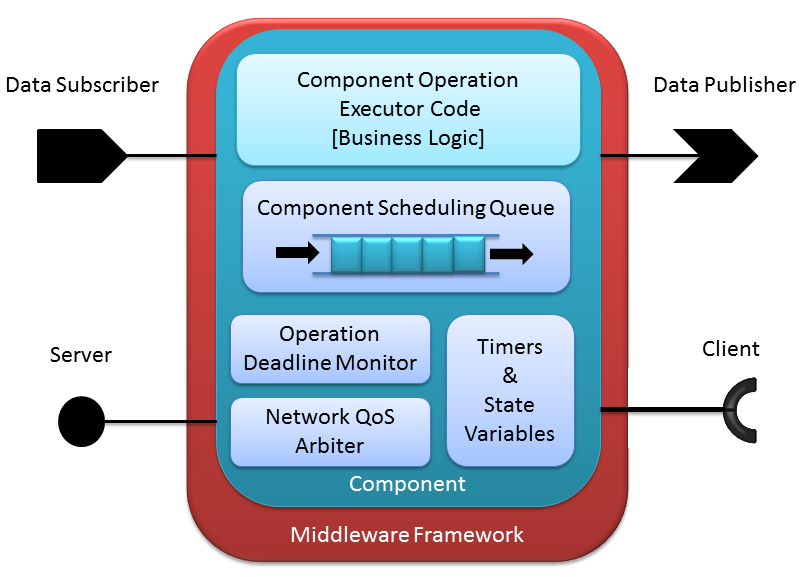 Data Subscriber
Component Operation
Executor Code
[Business Logic]
Data Publisher
Component Scheduling Queue
Server
Operation
Deadline Monitor
Network QoS
Arbiter
Timers
&
State
Variables
Client
Component
Middleware Framework